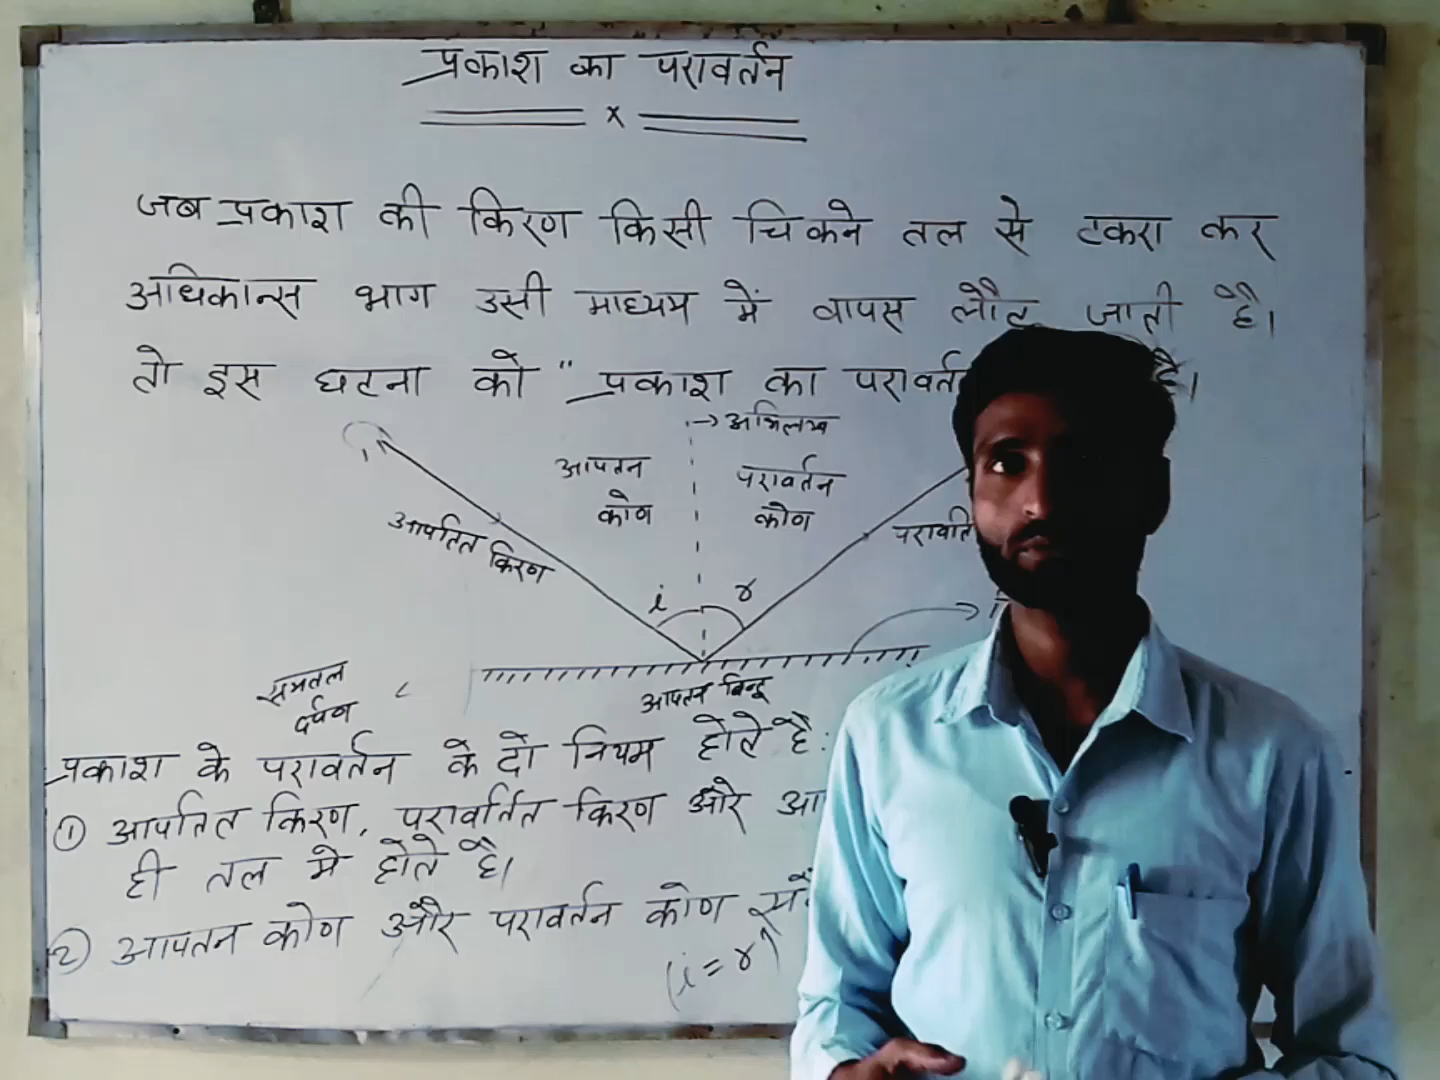 प्रकाश का परावर्तन
x
जब प्रकाश की किरण किसी चिकने तल से टकरा कर
अधिकान्स भाग उसी माध्यम में वापस लौट जाती है।
तो इस घटना को " प्रकाश का परावर्त है।
→ अभिलम्ब
आपतन
कोण
परावर्तन
कोण
आपतित किरण
परावर्ति
i r
समतल
दर्पण
आपतन बिन्दु
प्रकाश के परावर्तन के दो नियम होते है:
① आपतित किरण, परावर्तित किरण और आ
ही तल मे होते है।
② आपतन कोण और परावर्तन कोण
(i = r)